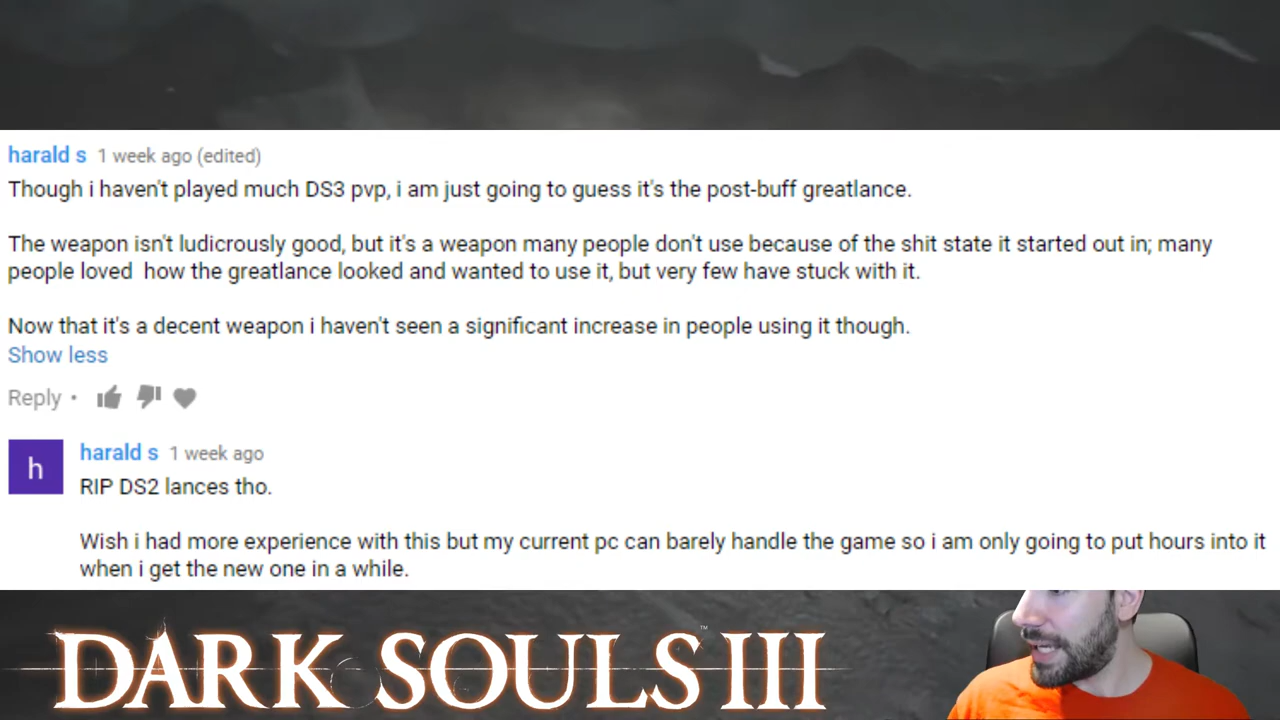 harald s 1 week ago (edited)
Though i haven't played much DS3 pvp, i am just going to guess it's the post-buff greatlance.
The weapon isn't ludicrously good, but it's a weapon many people don't use because of the shit state it started out in; many
people loved  how the greatlance looked and wanted to use it, but very few have stuck with it.
Now that it's a decent weapon i haven't seen a significant increase in people using it though.
Show less
Reply •
h
harald s 1 week ago
RIP DS2 lances tho.
Wish i had more experience with this but my current pc can barely handle the game so i am only going to put hours into it
when i get the new one in a while.
DARK SOULS III ™